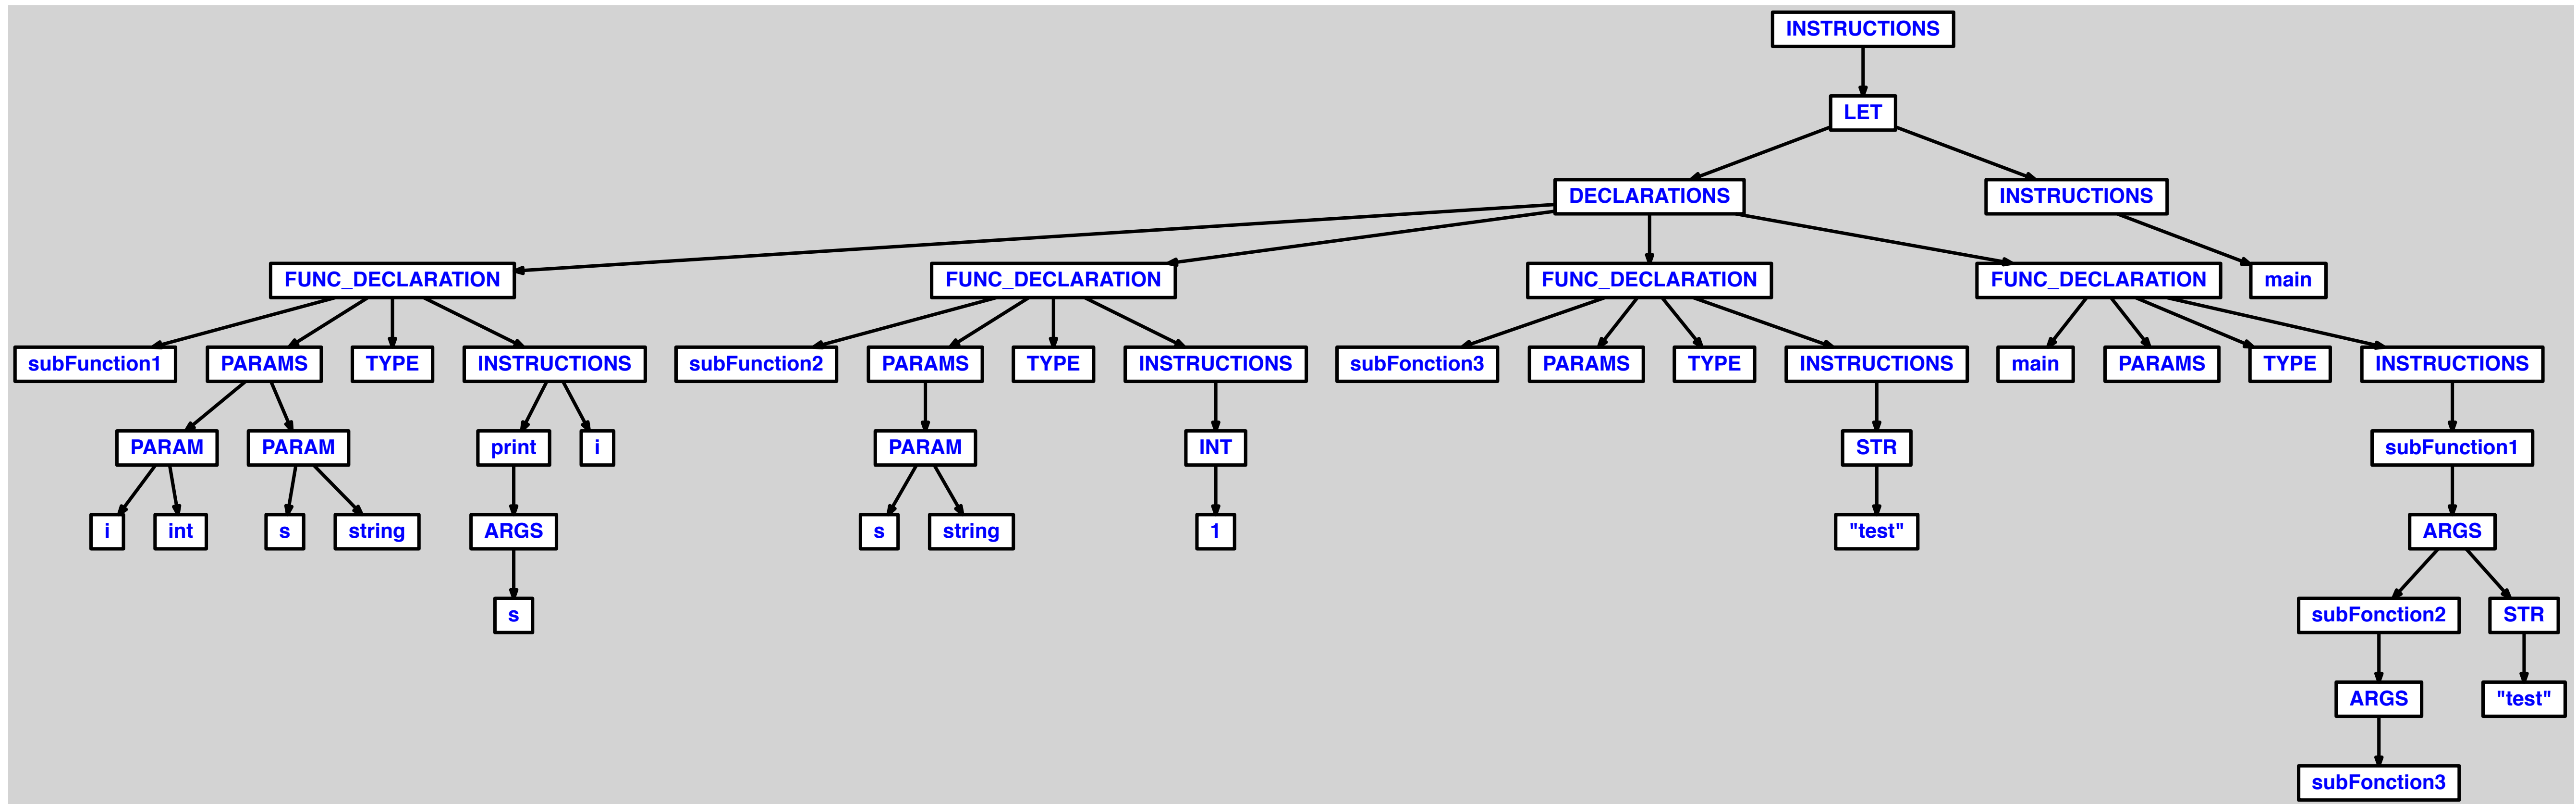 INSTRUCTIONS
LET
DECLARATIONS INSTRUCTIONS
FUNC_DECLARATION FUNC_DECLARATION FUNC_DECLARATION FUNC_DECLARATION main
subFunction1 PARAMS TYPE INSTRUCTIONS subFunction2 PARAMS TYPE INSTRUCTIONS subFonction3 PARAMS TYPE INSTRUCTIONS main PARAMS TYPE INSTRUCTIONS
PARAM PARAM print i PARAM INT STR subFunction1
i int s string ARGS s string 1 "test" ARGS
s subFonction2 STR
ARGS "test"
subFonction3